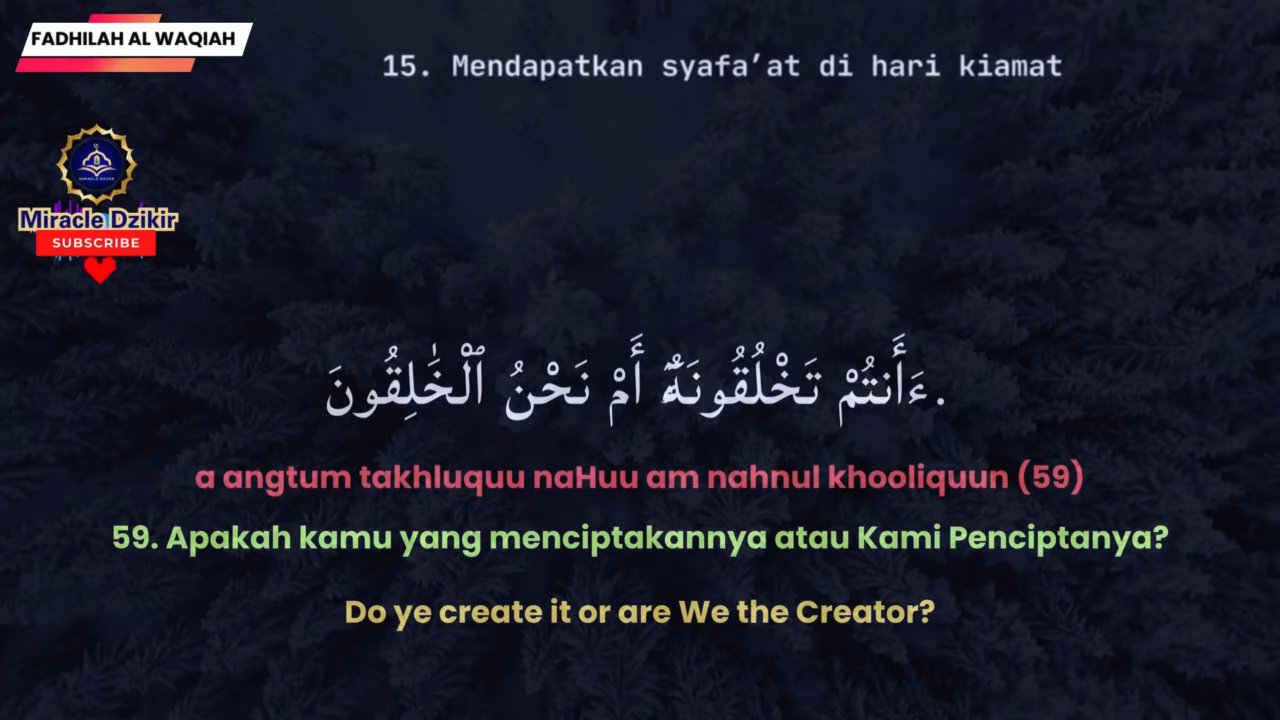 FADHILAH AL WAQIAH
15. Mendapatkan syafa’at di hari kiamat
Miracle Dzikir
SUBSCRIBE
ءَأَنتُمْ تَخْلُقُونَهُۥٓ أَمْ نَحْنُ ٱلْخَٰلِقُونَ.
a angtum takhluquu naHuu am nahnul khooliquun (59)
59. Apakah kamu yang menciptakannya atau Kami Penciptanya?
Do ye create it or are We the Creator?